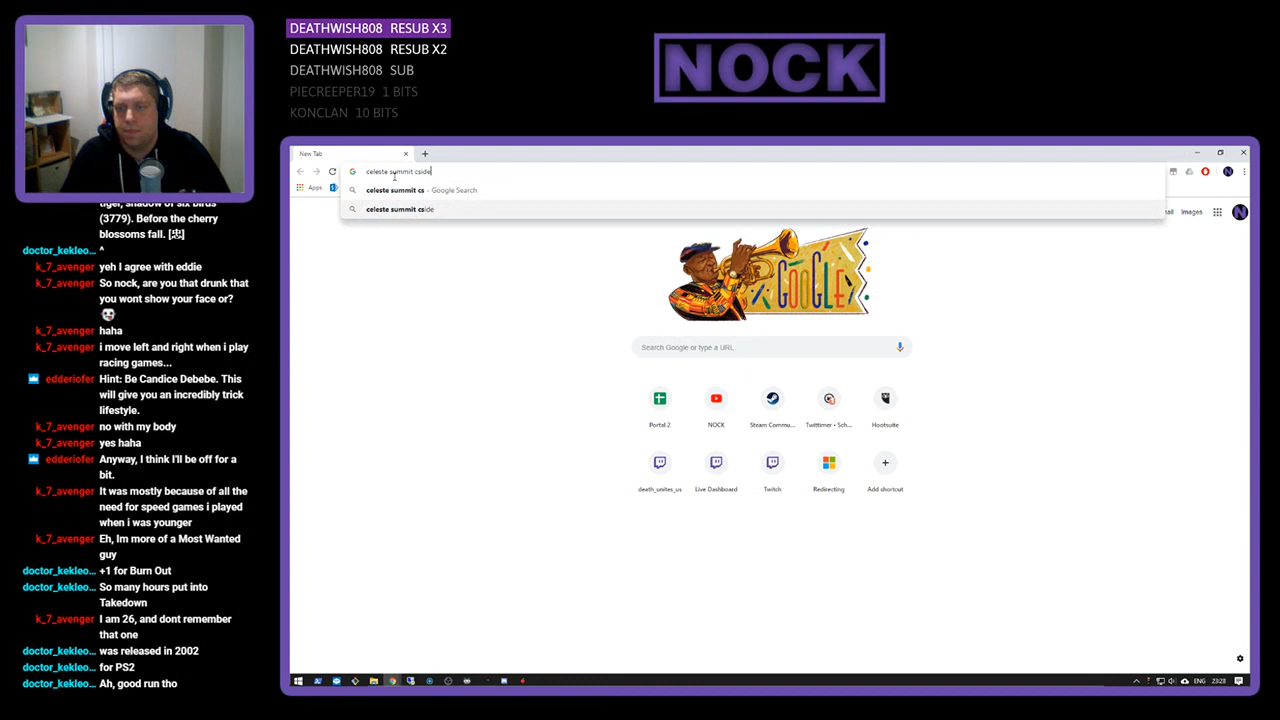 DEATHWISH808 RESUB X3
DEATHWISH808 RESUB X2
DEATHWISH808 SUB
PIECREEPER19 1 BITS
KONCLAN 10 BITS
NOCK
tiger, shadow of six birds
(3779). Before the cherry
blossoms fall. [忠]
doctor_kekleo... ^
k_7_avenger yeh I agree with eddie
k_7_avenger So nock, are you that drunk that
you wont show your face or?
k_7_avenger haha
k_7_avenger i move left and right when i play
racing games...
edderiofer Hint: Be Candice Debebe. This
will give you an incredibly trick
lifestyle.
k_7_avenger no with my body
k_7_avenger yes haha
edderiofer Anyway, I think I'll be off for a
bit.
k_7_avenger It was mostly because of all the
need for speed games i played
when i was younger
k_7_avenger Eh, Im more of a Most Wanted
guy
doctor_kekleo... +1 for Burn Out
doctor_kekleo... So many hours put into
Takedown
k_7_avenger I am 26, and dont remember
that one
doctor_kekleo... was released in 2002
doctor_kekleo... for PS2
doctor_kekleo... Ah, good run tho
New Tab
celeste summit cside
Apps
celeste summit cs - Google Search
celeste summit cside
Images
GOOGLE
Search Google or type a URL
Portal 2
NOCK
Steam Commu...
Twittimer • Sch...
Hootsuite
death_unites_us
Live Dashboard
Twitch
Redirecting
Add shortcut
ENG
23:28